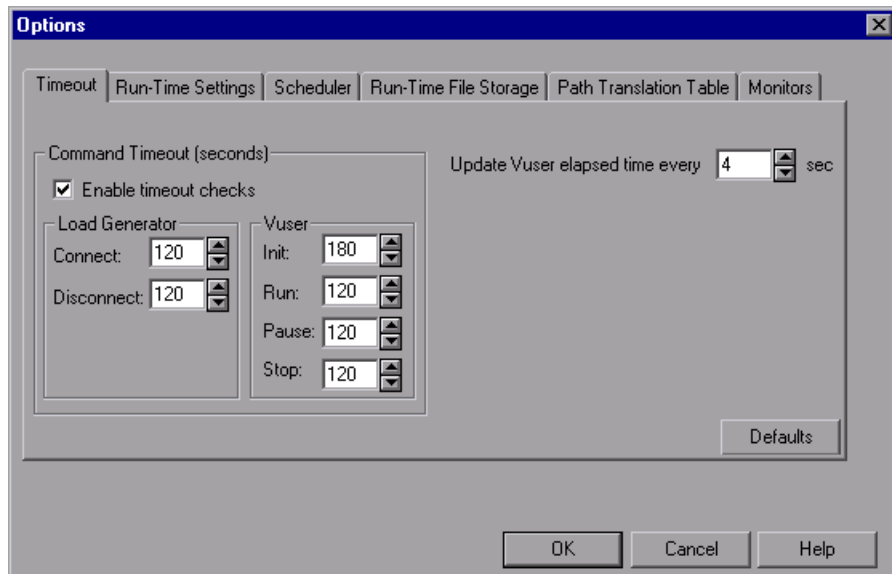 Options
Timeout Run-Time Settings Scheduler Run-Time File Storage Path Translation Table Monitors
Command Timeout (seconds)
Enable timeout checks
Update Vuser elapsed time every 4 sec
Load Generator
Connect: 120
Disconnect: 120
Vuser
Init: 180
Run: 120
Pause: 120
Stop: 120
Defaults
OK Cancel Help